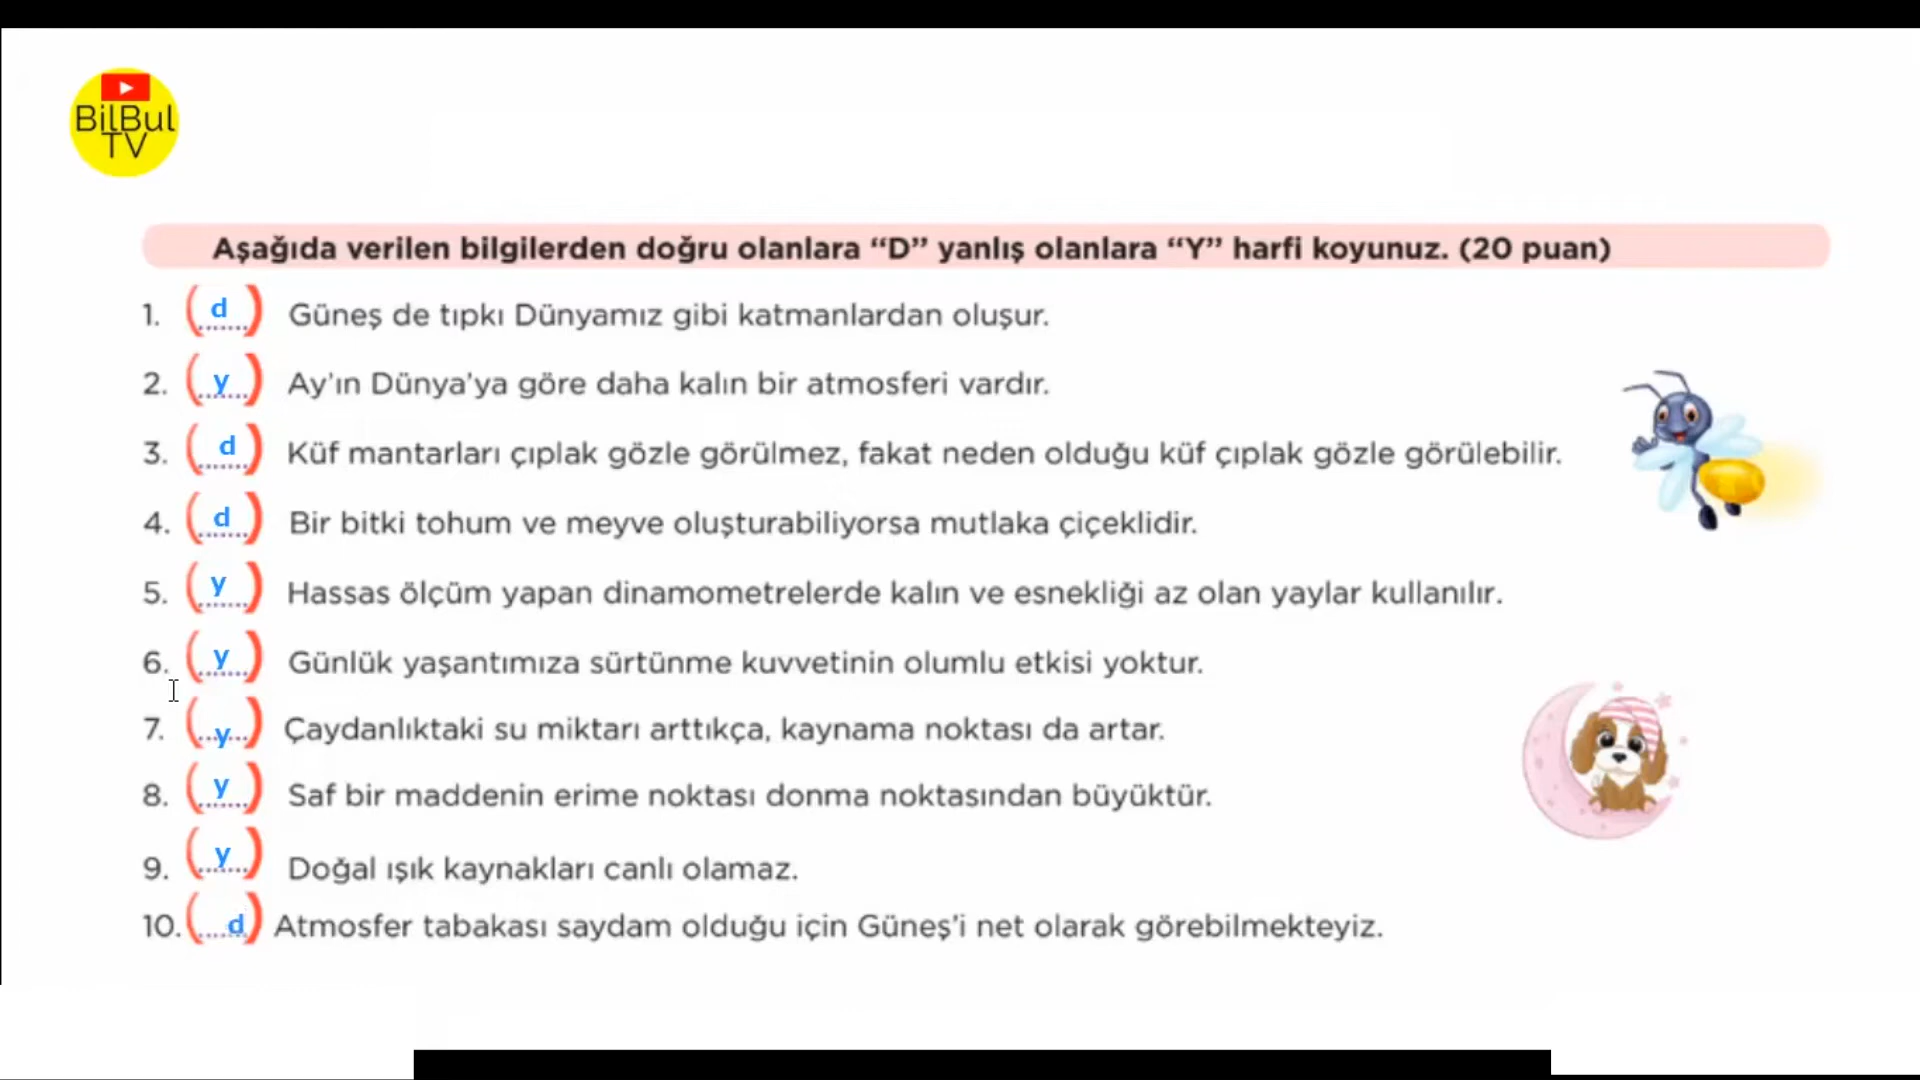 BilBul
TV
Aşağıda verilen bilgilerden doğru olanlara “D” yanlış olanlara “Y” harfi koyunuz. (20 puan)
1. (..d..) Güneş de tıpkı Dünyamız gibi katmanlardan oluşur.
2. (..y..) Ay’ın Dünya’ya göre daha kalın bir atmosferi vardır.
3. (..d..) Küf mantarları çıplak gözle görülmez, fakat neden olduğu küf çıplak gözle görülebilir.
4. (..d..) Bir bitki tohum ve meyve oluşturabiliyorsa mutlaka çiçeklidir.
5. (..y..) Hassas ölçüm yapan dinamometrelerde kalın ve esnekliği az olan yaylar kullanılır.
6. (..y..) Günlük yaşantımıza sürtünme kuvvetinin olumlu etkisi yoktur.
7. (..y..) Çaydanlıktaki su miktarı arttıkça, kaynama noktası da artar.
8. (..y..) Saf bir maddenin erime noktası donma noktasından büyüktür.
9. (..y..) Doğal ışık kaynakları canlı olamaz.
10. (....d) Atmosfer tabakası saydam olduğu için Güneş’i net olarak görebilmekteyiz.